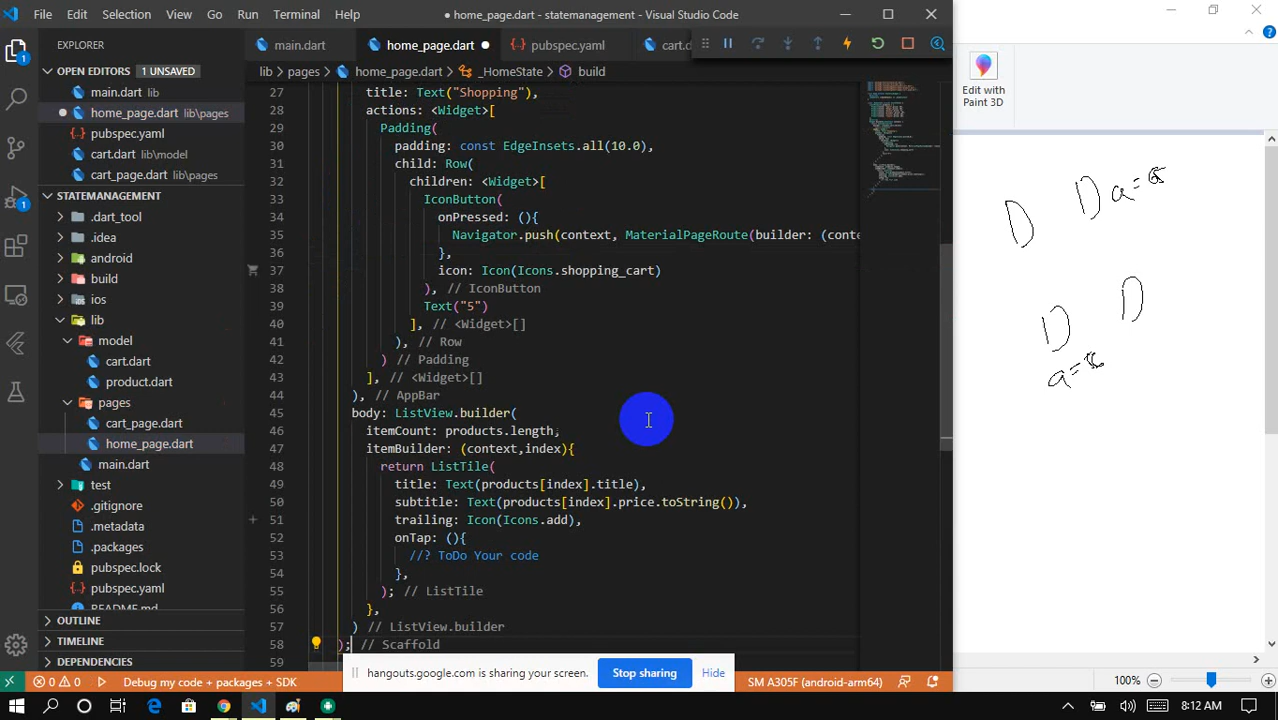 File Edit Selection View Go Run Terminal Help
● home_page.dart - statemanagement - Visual Studio Code
EXPLORER
OPEN EDITORS 1 UNSAVED
main.dart lib
home_page.dart lib\pages
pubspec.yaml
cart.dart lib\model
cart_page.dart lib\pages
STATEMANAGEMENT
.dart_tool
.idea
android
build
ios
lib
model
cart.dart
product.dart
pages
cart_page.dart
home_page.dart
main.dart
test
.gitignore
.metadata
.packages
pubspec.lock
pubspec.yaml
README.md
OUTLINE
TIMELINE
DEPENDENCIES
main.dart home_page.dart ● pubspec.yaml cart.d
lib > pages > home_page.dart > _HomeState > build
27 title: Text("Shopping"),
28 actions: <Widget>[
29 Padding(
30 padding: const EdgeInsets.all(10.0),
31 child: Row(
32 children: <Widget>[
33 IconButton(
34 onPressed: (){
35 Navigator.push(context, MaterialPageRoute(builder: (conte
36 },
37 icon: Icon(Icons.shopping_cart)
38 ), // IconButton
39 Text("5")
40 ], // <Widget>[]
41 ), // Row
42 ) // Padding
43 ], // <Widget>[]
44 ), // AppBar
45 body: ListView.builder(
46 itemCount: products.length,
47 itemBuilder: (context,index){
48 return ListTile(
49 title: Text(products[index].title),
50 subtitle: Text(products[index].price.toString()),
51 trailing: Icon(Icons.add),
52 onTap: (){
53 //? ToDo Your code
54 },
55 ); // ListTile
56 },
57 ) // ListView.builder
58 ); // Scaffold
59
hangouts.google.com is sharing your screen. Stop sharing Hide
0 0 Debug my code + packages + SDK SM A305F (android-arm64)
Edit with
Paint 3D
D D a=
D D
a=
100%
8:12 AM